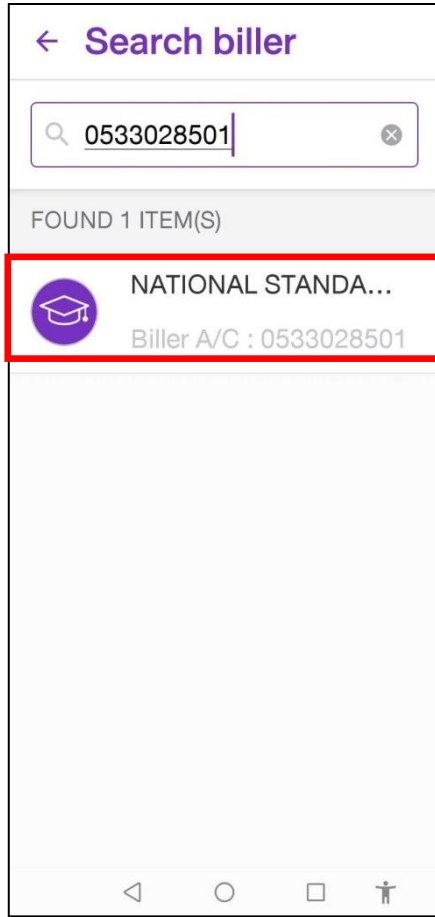 Search biller
0533028501
FOUND 1 ITEM(S)
NATIONAL STANDA...
Biller A/C : 0533028501